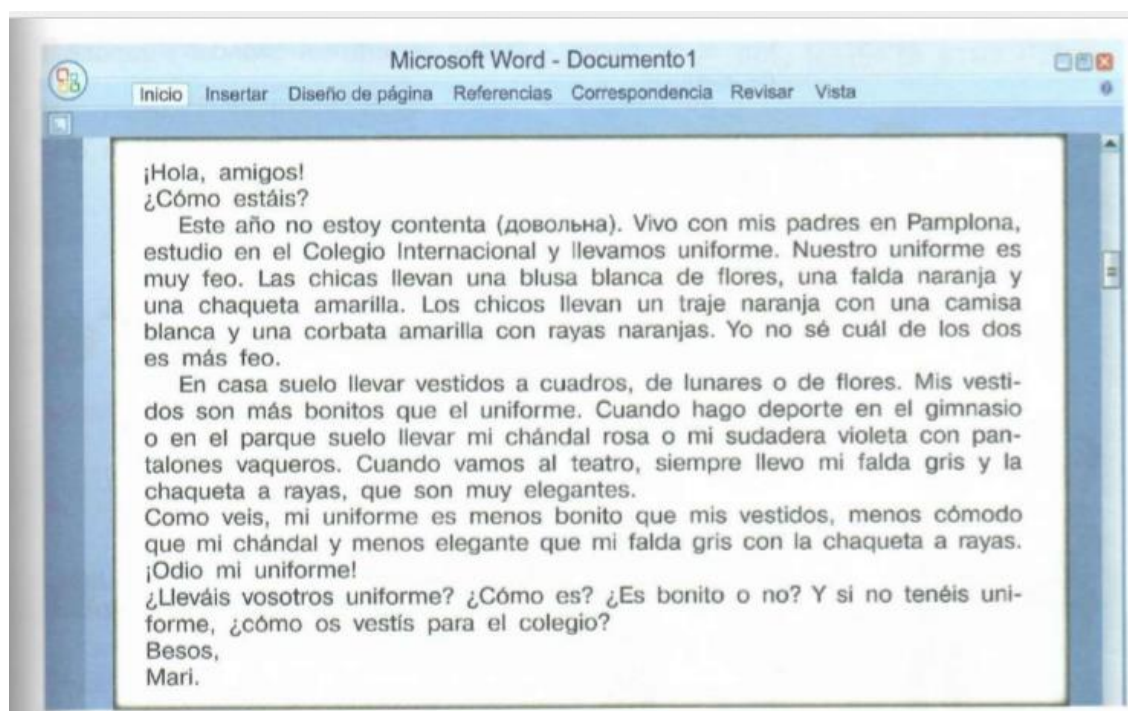 Microsoft Word - Documento1
Inicio Insertar Diseño de página Referencias Correspondencia Revisar Vista
¡Hola, amigos!
¿Cómo estáis?
Este año no estoy contenta (довольна). Vivo con mis padres en Pamplona,
estudio en el Colegio Internacional y llevamos uniforme. Nuestro uniforme es
muy feo. Las chicas llevan una blusa blanca de flores, una falda naranja y
una chaqueta amarilla. Los chicos llevan un traje naranja con una camisa
blanca y una corbata amarilla con rayas naranjas. Yo no sé cuál de los dos
es más feo.
En casa suelo llevar vestidos a cuadros, de lunares o de flores. Mis vesti-
dos son más bonitos que el uniforme. Cuando hago deporte en el gimnasio
o en el parque suelo llevar mi chándal rosa o mi sudadera violeta con pan-
talones vaqueros. Cuando vamos al teatro, siempre llevo mi falda gris y la
chaqueta a rayas, que son muy elegantes.
Como veis, mi uniforme es menos bonito que mis vestidos, menos cómodo
que mi chándal y menos elegante que mi falda gris con la chaqueta a rayas.
¡Odio mi uniforme!
¿Lleváis vosotros uniforme? ¿Cómo es? ¿Es bonito o no? Y si no tenéis uni-
forme, ¿cómo os vestís para el colegio?
Besos,
Mari.